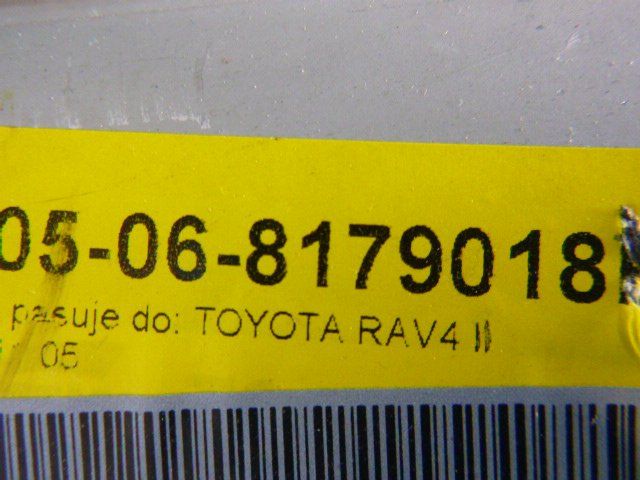 05-06-8179018
pasuje do: TOYOTA RAV4 II
05